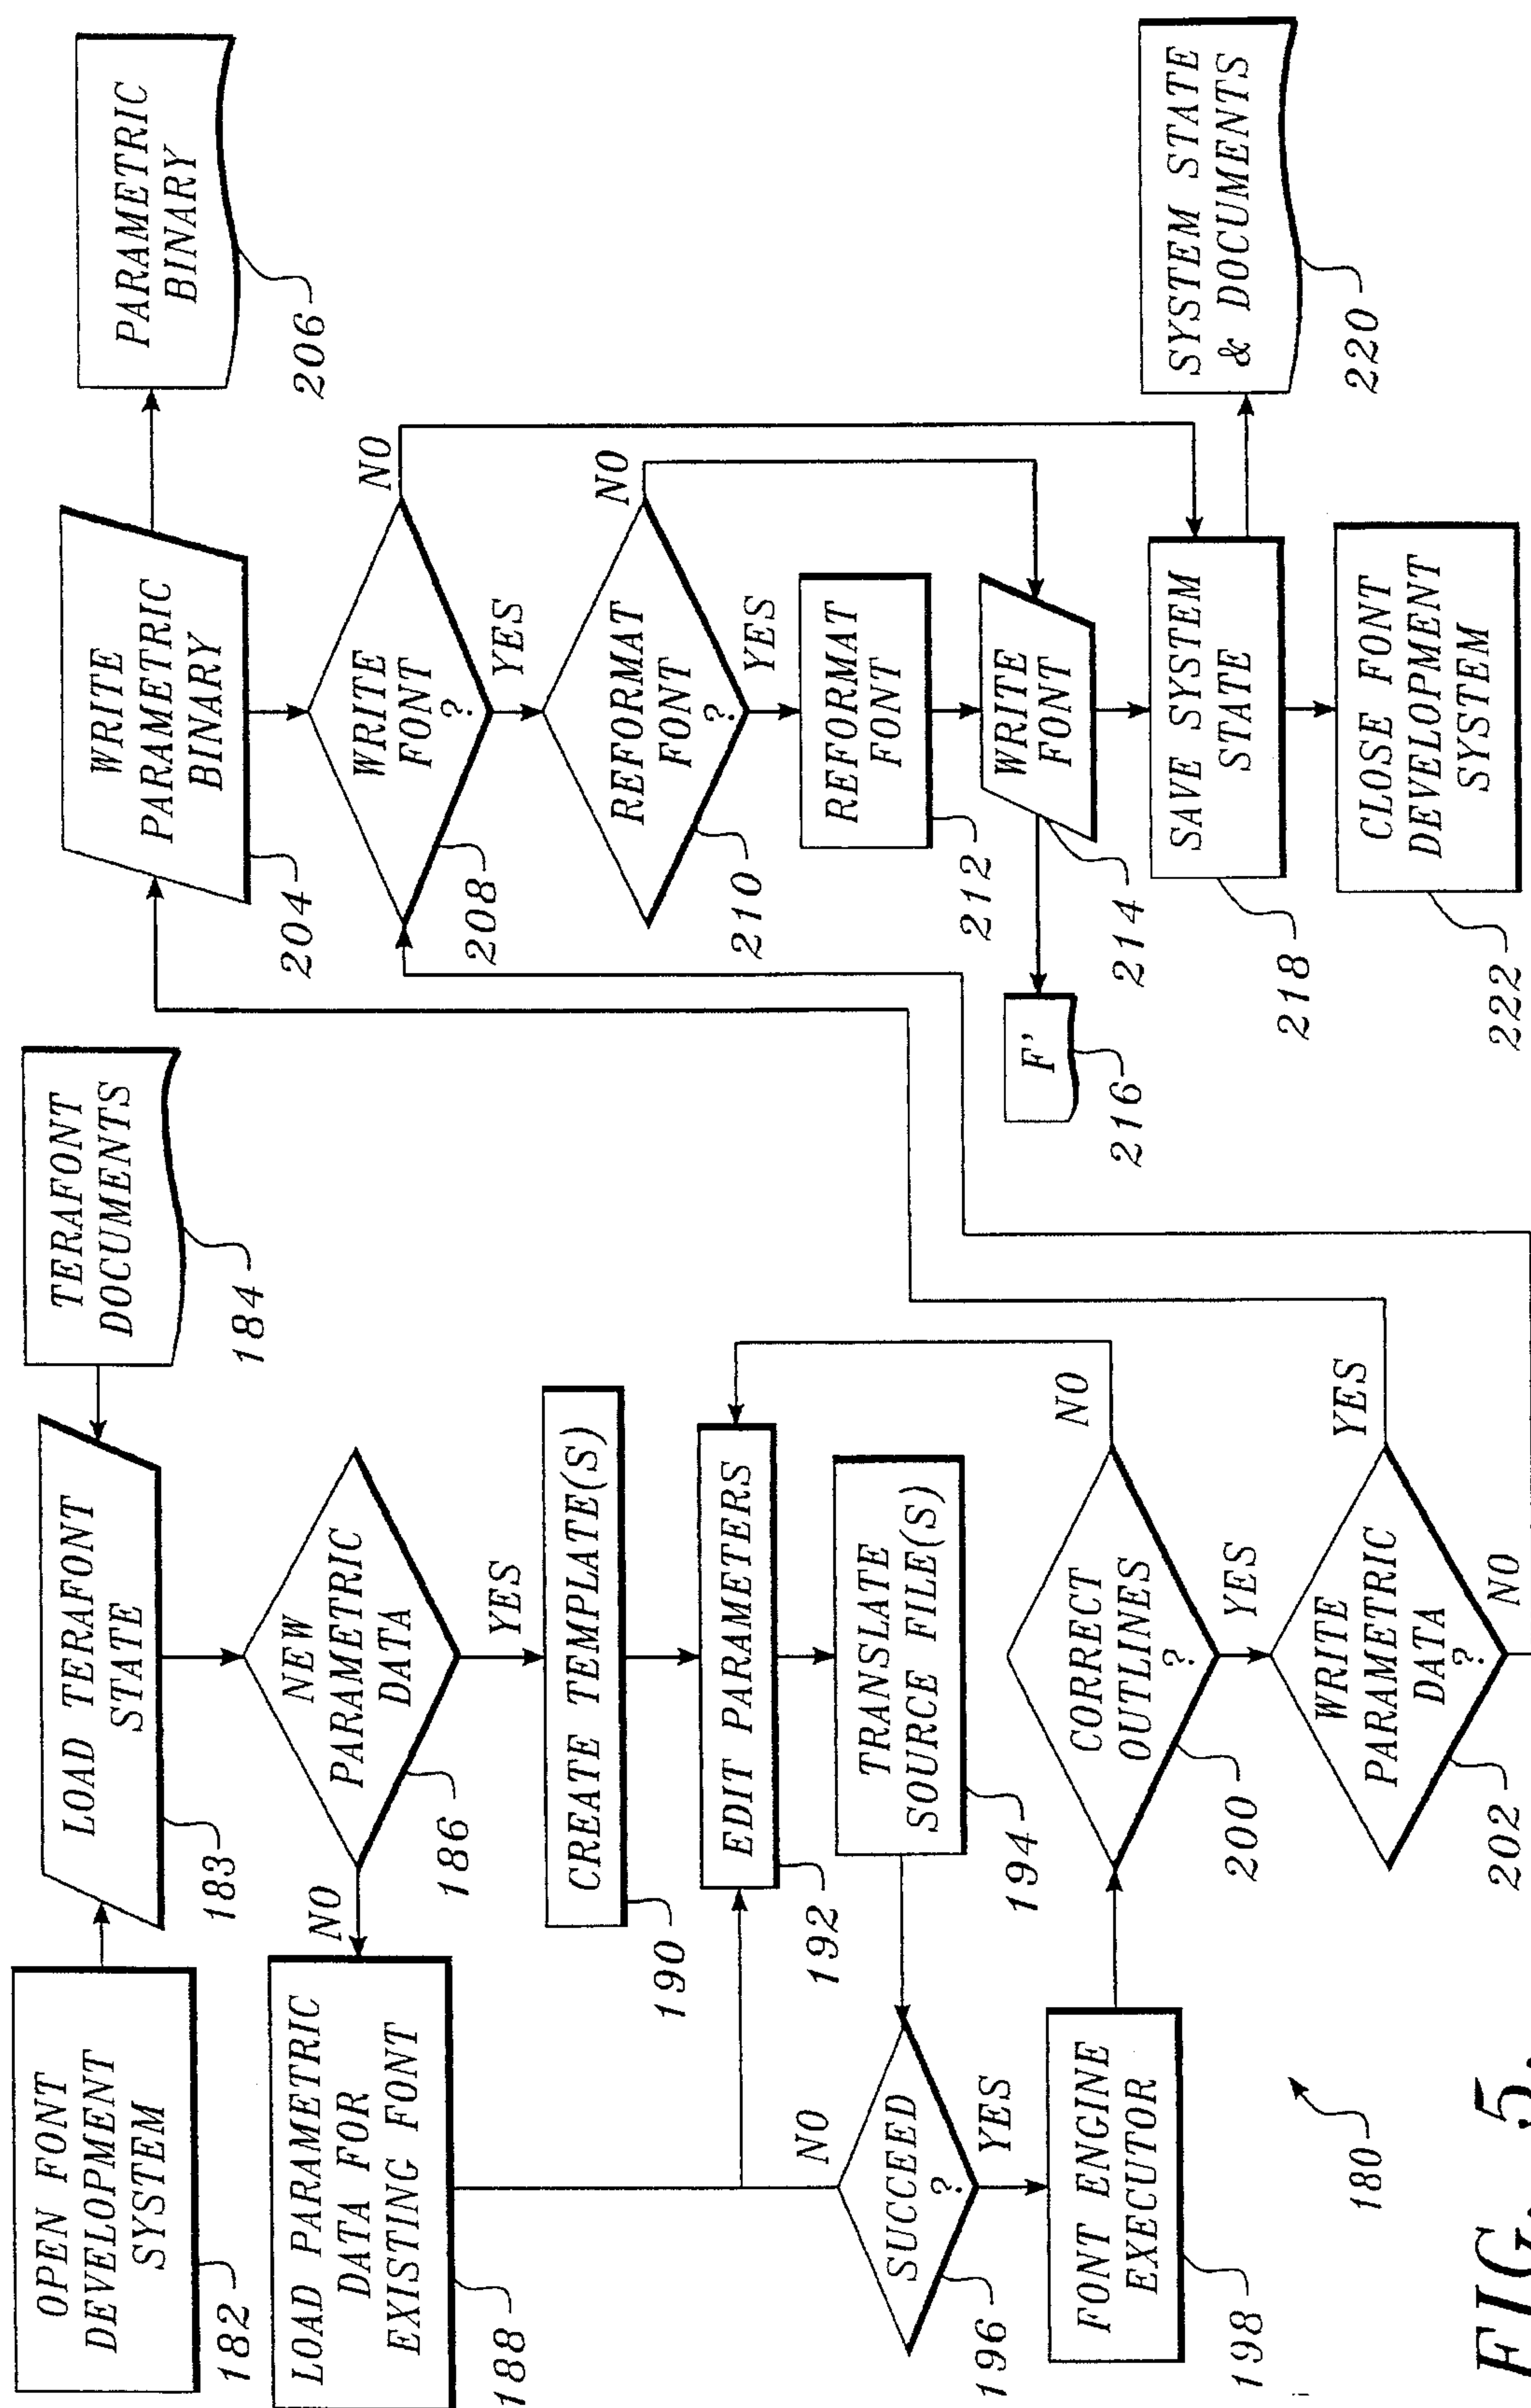 OPEN FONT
DEVELOPMENT
SYSTEM
182
LOAD TERAFONT
STATE
183
TERAFONT
DOCUMENTS
184
NEW
PARAMETRIC
DATA
186
NO
YES
LOAD PARAMETRIC
DATA FOR
EXISTING FONT
188
CREATE TEMPLATE(S)
190
EDIT PARAMETERS
192
TRANSLATE
SOURCE FILE(S)
194
SUCCEED
?
196
NO
YES
FONT ENGINE
EXECUTOR
198
CORRECT
OUTLINES
?
200
NO
YES
WRITE
PARAMETRIC
DATA
?
202
YES
NO
180
WRITE
PARAMETRIC
BINARY
204
PARAMETRIC
BINARY
206
WRITE
FONT
?
208
NO
YES
REFORMAT
FONT
?
210
NO
YES
REFORMAT
FONT
212
WRITE
FONT
214
F'
216
SAVE SYSTEM
STATE
218
SYSTEM STATE
& DOCUMENTS
220
CLOSE FONT
DEVELOPMENT
SYSTEM
222
FIG. 5.